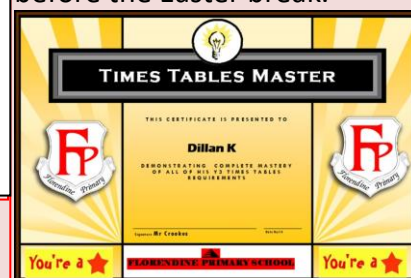 before the Easter break.
TIMES TABLES MASTER
THIS CERTIFICATE IS PRESENTED TO
Dillan K
DEMONSTRATING COMPLETE MASTERY
OF ALL OF HIS Y3 TIMES TABLES
REQUIREMENTS
FP
Florendine Primary
FP
Florendine Primary
Mr Crookes
You're a
FLORENDINE PRIMARY SCHOOL
You're a